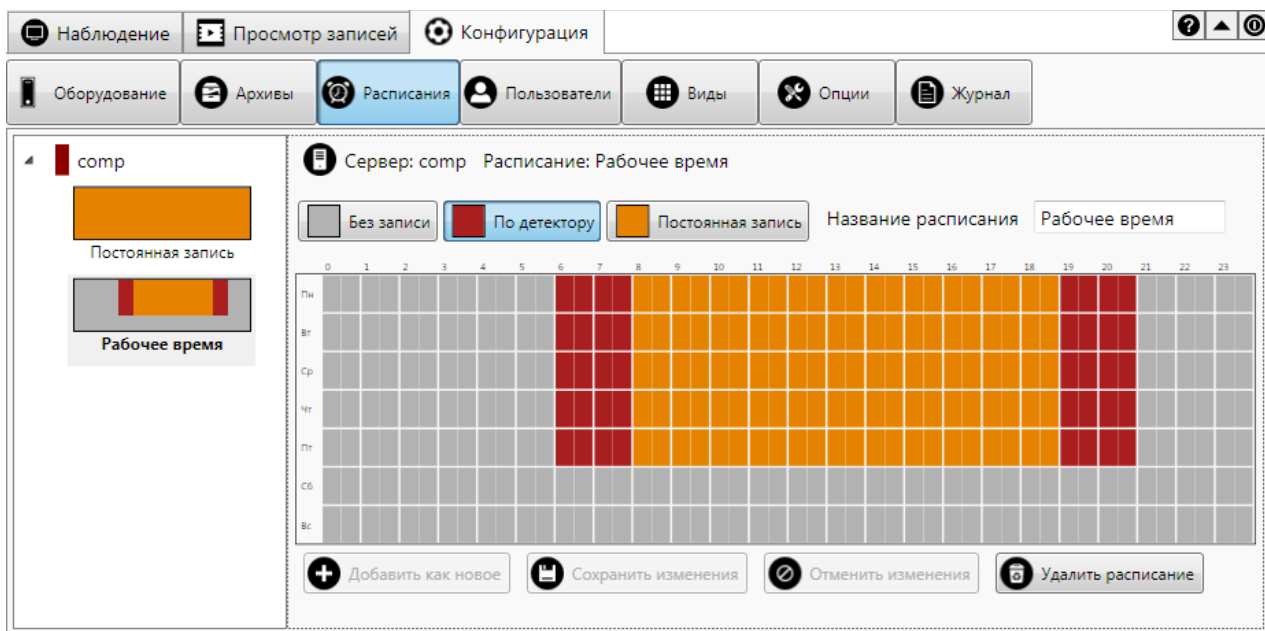 Наблюдение Просмотр записей Конфигурация
Оборудование Архивы Расписания Пользователи Виды Опции Журнал
comp
Постоянная запись
Рабочее время
Сервер: comp Расписание: Рабочее время
Без записи По детектору Постоянная запись Название расписания Рабочее время
0 1 2 3 4 5 6 7 8 9 10 11 12 13 14 15 16 17 18 19 20 21 22 23
Пн
Вт
Ср
Чт
Пт
Сб
Вс
Добавить как новое Сохранить изменения Отменить изменения Удалить расписание